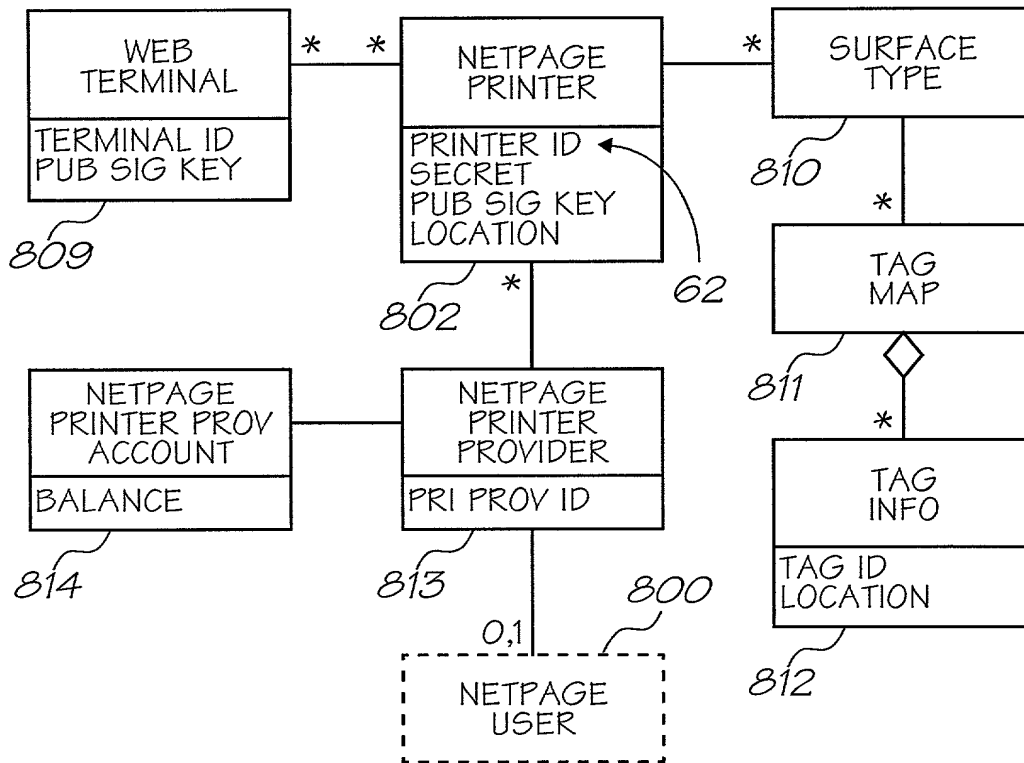 WEB
TERMINAL
TERMINAL ID
PUB SIG KEY
809
* *
NETPAGE
PRINTER
PRINTER ID
SECRET
PUB SIG KEY
LOCATION
802
62
*
*
SURFACE
TYPE
810
*
TAG
MAP
811
*
NETPAGE
PRINTER PROV
ACCOUNT
BALANCE
814
NETPAGE
PRINTER
PROVIDER
PRI PROV ID
813
TAG
INFO
TAG ID
LOCATION
812
800
0,1
NETPAGE
USER